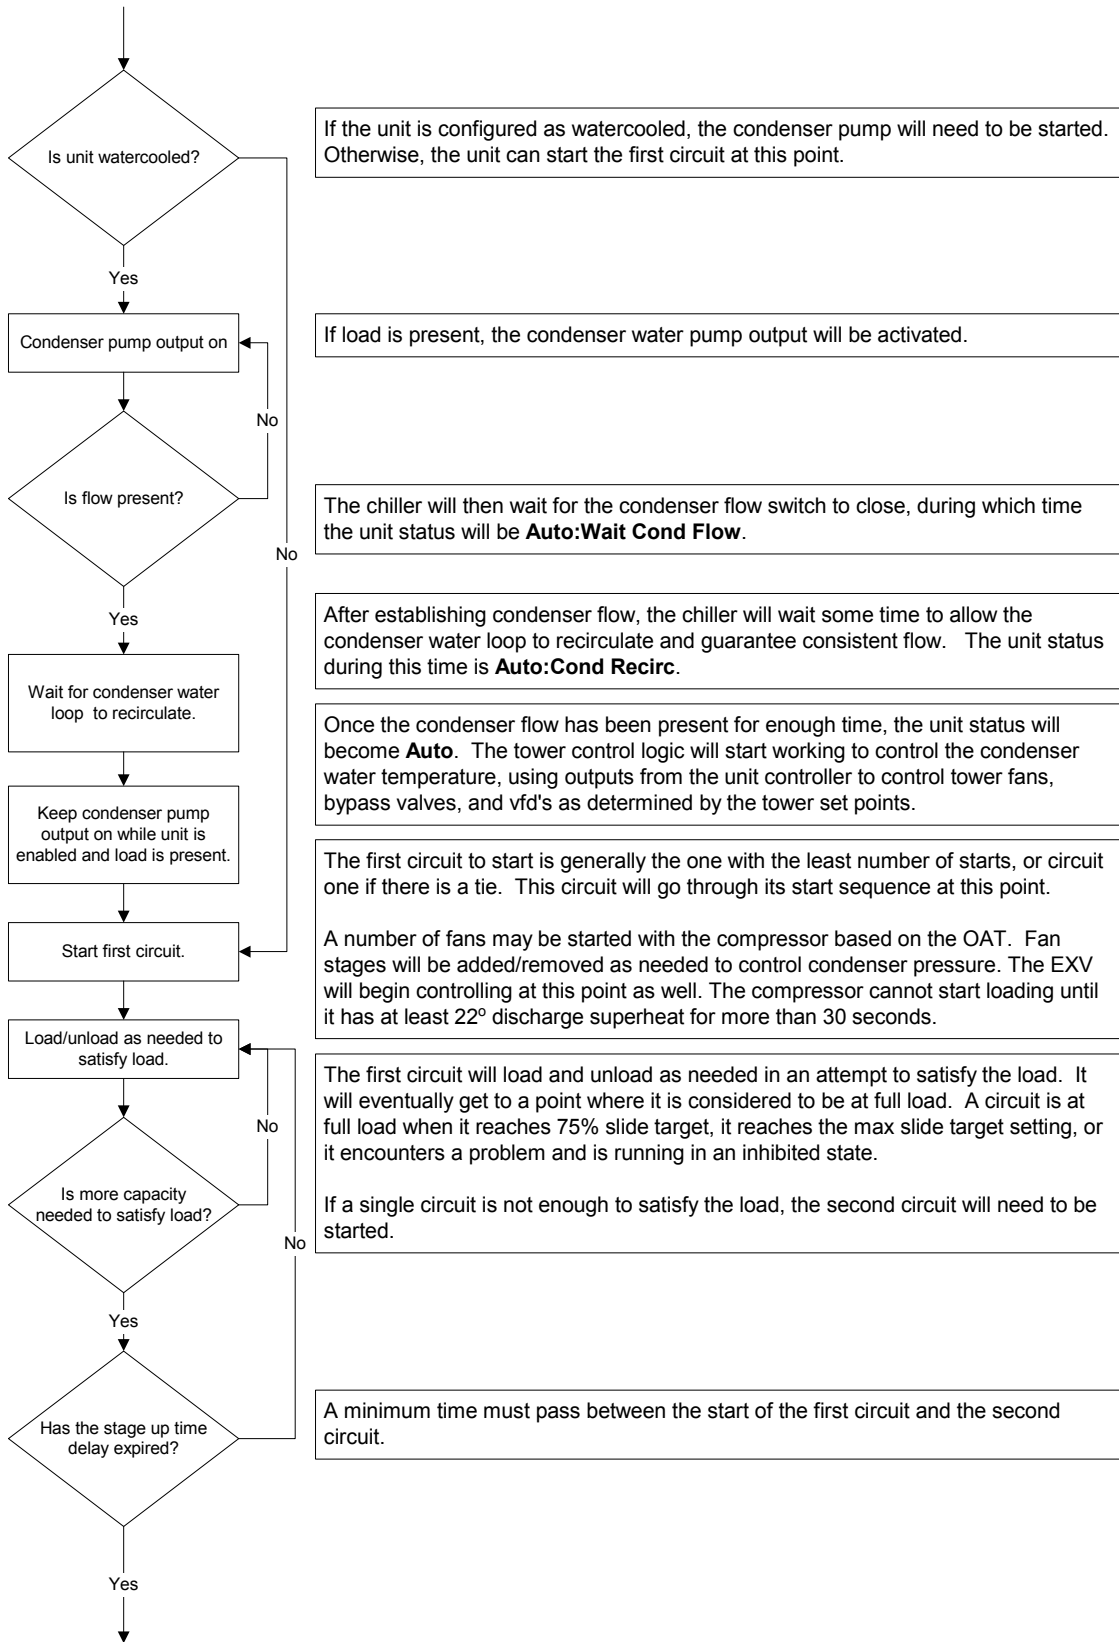 Is unit watercooled?
If the unit is configured as watercooled, the condenser pump will need to be started.
Otherwise, the unit can start the first circuit at this point.
Yes
Condenser pump output on
If load is present, the condenser water pump output will be activated.
No
Is flow present?
The chiller will then wait for the condenser flow switch to close, during which time
the unit status will be Auto:Wait Cond Flow.
No
Yes
After establishing condenser flow, the chiller will wait some time to allow the
condenser water loop to recirculate and guarantee consistent flow.   The unit status
during this time is Auto:Cond Recirc.
Wait for condenser water
loop  to recirculate.
Once the condenser flow has been present for enough time, the unit status will
become Auto.  The tower control logic will start working to control the condenser
water temperature, using outputs from the unit controller to control tower fans,
bypass valves, and vfd's as determined by the tower set points.
Keep condenser pump
output on while unit is
enabled and load is present.
The first circuit to start is generally the one with the least number of starts, or circuit
one if there is a tie.  This circuit will go through its start sequence at this point.
A number of fans may be started with the compressor based on the OAT.  Fan
stages will be added/removed as needed to control condenser pressure. The EXV
will begin controlling at this point as well. The compressor cannot start loading until
it has at least 22º discharge superheat for more than 30 seconds.
Start first circuit.
Load/unload as needed to
satisfy load.
The first circuit will load and unload as needed in an attempt to satisfy the load.  It
will eventually get to a point where it is considered to be at full load. A circuit is at
full load when it reaches 75% slide target, it reaches the max slide target setting, or
it encounters a problem and is running in an inhibited state.
If a single circuit is not enough to satisfy the load, the second circuit will need to be
started.
No
Is more capacity
needed to satisfy load?
No
Yes
Has the stage up time
delay expired?
A minimum time must pass between the start of the first circuit and the second
circuit.
Yes